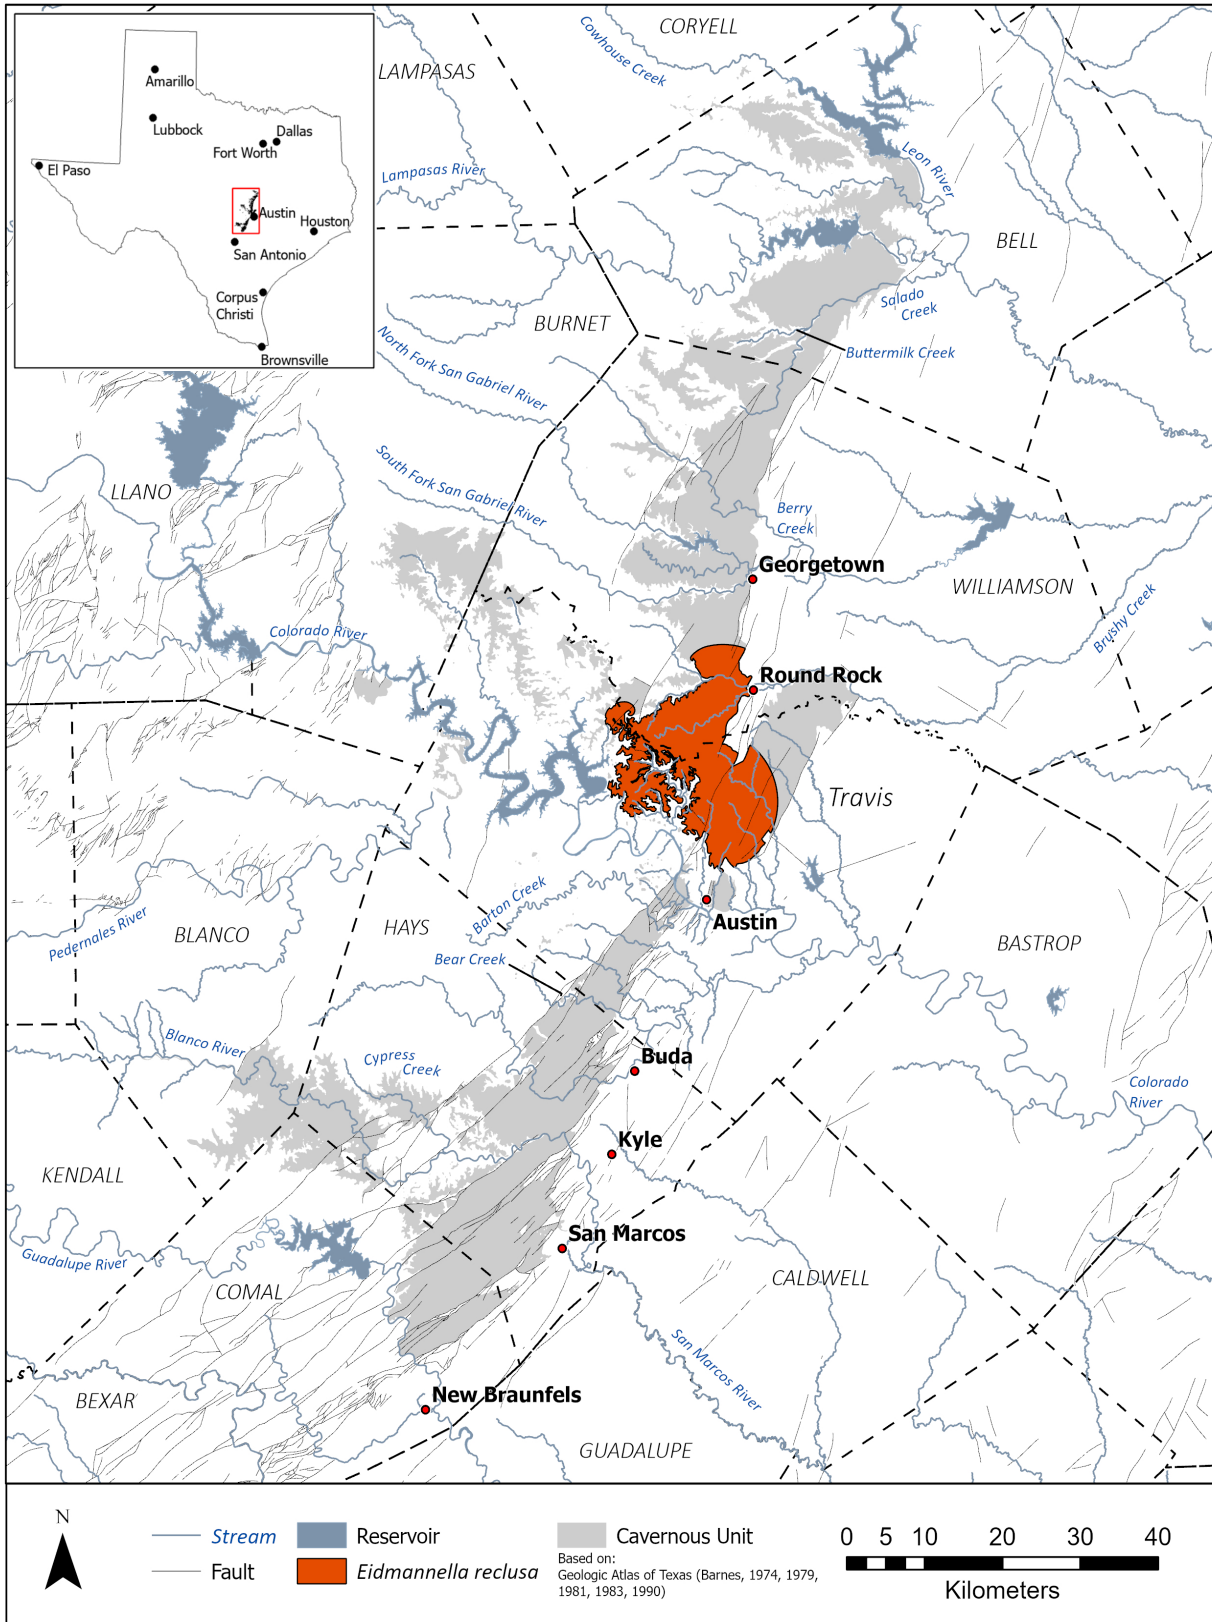 Amarillo
Lubbock
Dallas
Fort Worth
El Paso
Austin
Houston
San Antonio
Corpus
Christi
Brownsville
CORYELL
Cowhouse Creek
LAMPASAS
Leon River
Lampasas River
BELL
Salado
Creek
BURNET
Buttermilk Creek
North Fork San Gabriel River
South Fork San Gabriel River
LLANO
Berry
Creek
Georgetown
WILLIAMSON
Brushy Creek
Colorado River
Round Rock
Travis
Barton Creek
Pedernales River
BLANCO
HAYS
Austin
BASTROP
Bear Creek
Blanco River
Cypress
Creek
Buda
Colorado
River
Kyle
KENDALL
San Marcos
Guadalupe River
COMAL
CALDWELL
San Marcos River
BEXAR
New Braunfels
GUADALUPE
N
Stream
Fault
Reservoir
Eidmannella reclusa
Cavernous Unit
Based on:
Geologic Atlas of Texas (Barnes, 1974, 1979,
1981, 1983, 1990)
0 5 10 20 30 40
Kilometers